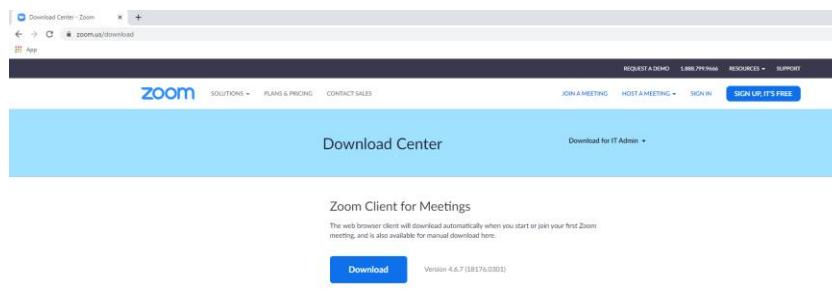 Download Center - Zoom
zoom.us/download
App
REQUEST A DEMO 1.888.799.9666 RESOURCES SUPPORT
zoom SOLUTIONS PLANS & PRICING CONTACT SALES JOIN A MEETING HOST A MEETING SIGN IN SIGN UP, IT'S FREE
Download Center Download for IT Admin
Zoom Client for Meetings
The web browser client will download automatically when you start or join your first Zoom
meeting, and is also available for manual download here.
Download Version 4.6.7 (18176.0301)